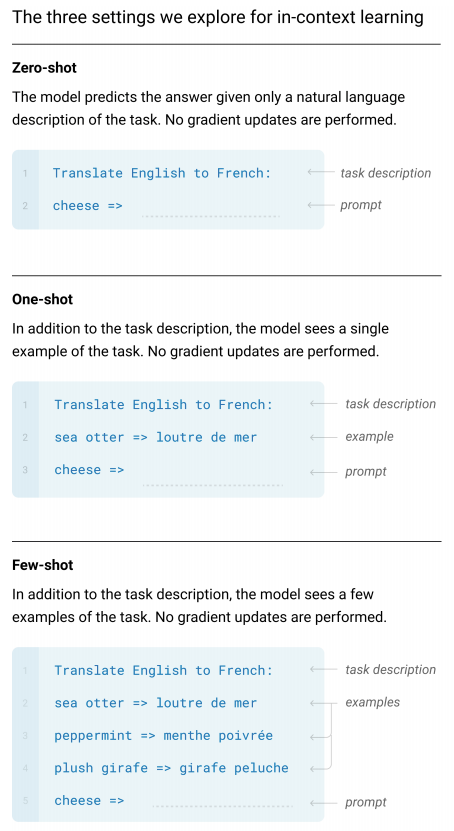 The three settings we explore for in-context learning
Zero-shot
The model predicts the answer given only a natural language
description of the task. No gradient updates are performed.
1 Translate English to French: task description
2 cheese => prompt
One-shot
In addition to the task description, the model sees a single
example of the task. No gradient updates are performed.
1 Translate English to French: task description
2 sea otter => loutre de mer example
3 cheese => prompt
Few-shot
In addition to the task description, the model sees a few
examples of the task. No gradient updates are performed.
1 Translate English to French: task description
2 sea otter => loutre de mer examples
3 peppermint => menthe poivrée
4 plush girafe => girafe peluche
5 cheese => prompt